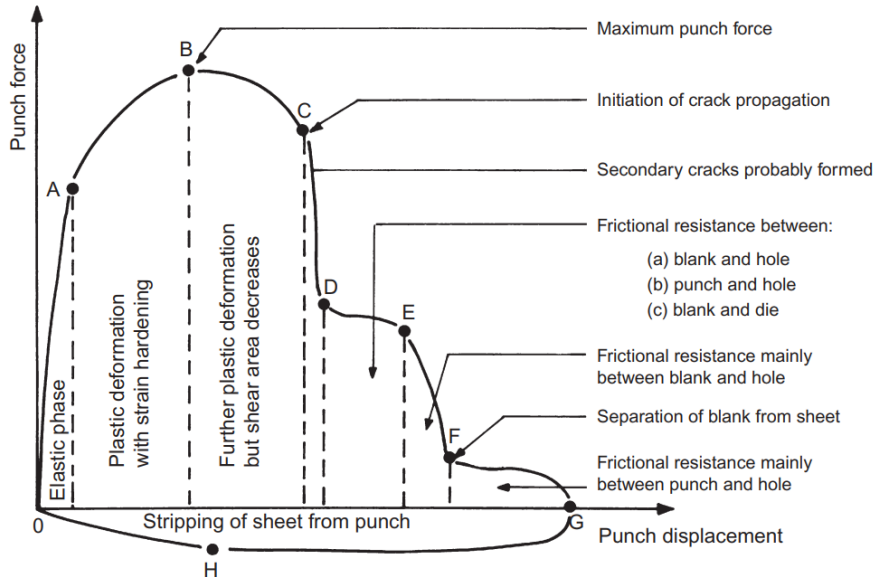 Punch force
B
Maximum punch force
C
Initiation of crack propagation
A
Secondary cracks probably formed
Frictional resistance between:
(a) blank and hole
(b) punch and hole
(c) blank and die
D
E
Elastic phase
Plastic deformation
with strain hardening
Further plastic deformation
but shear area decreases
Frictional resistance mainly
between blank and hole
F
Separation of blank from sheet
Frictional resistance mainly
between punch and hole
0
Stripping of sheet from punch
G
Punch displacement
H